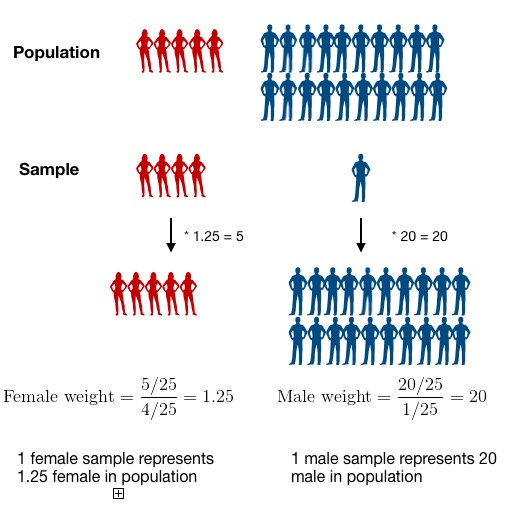 Population
Sample
* 1.25 = 5
* 20 = 20
Female weight = \frac{5/25}{4/25} = 1.25
Male weight = \frac{20/25}{1/25} = 20
1 female sample represents
1.25 female in population
1 male sample represents 20
male in population